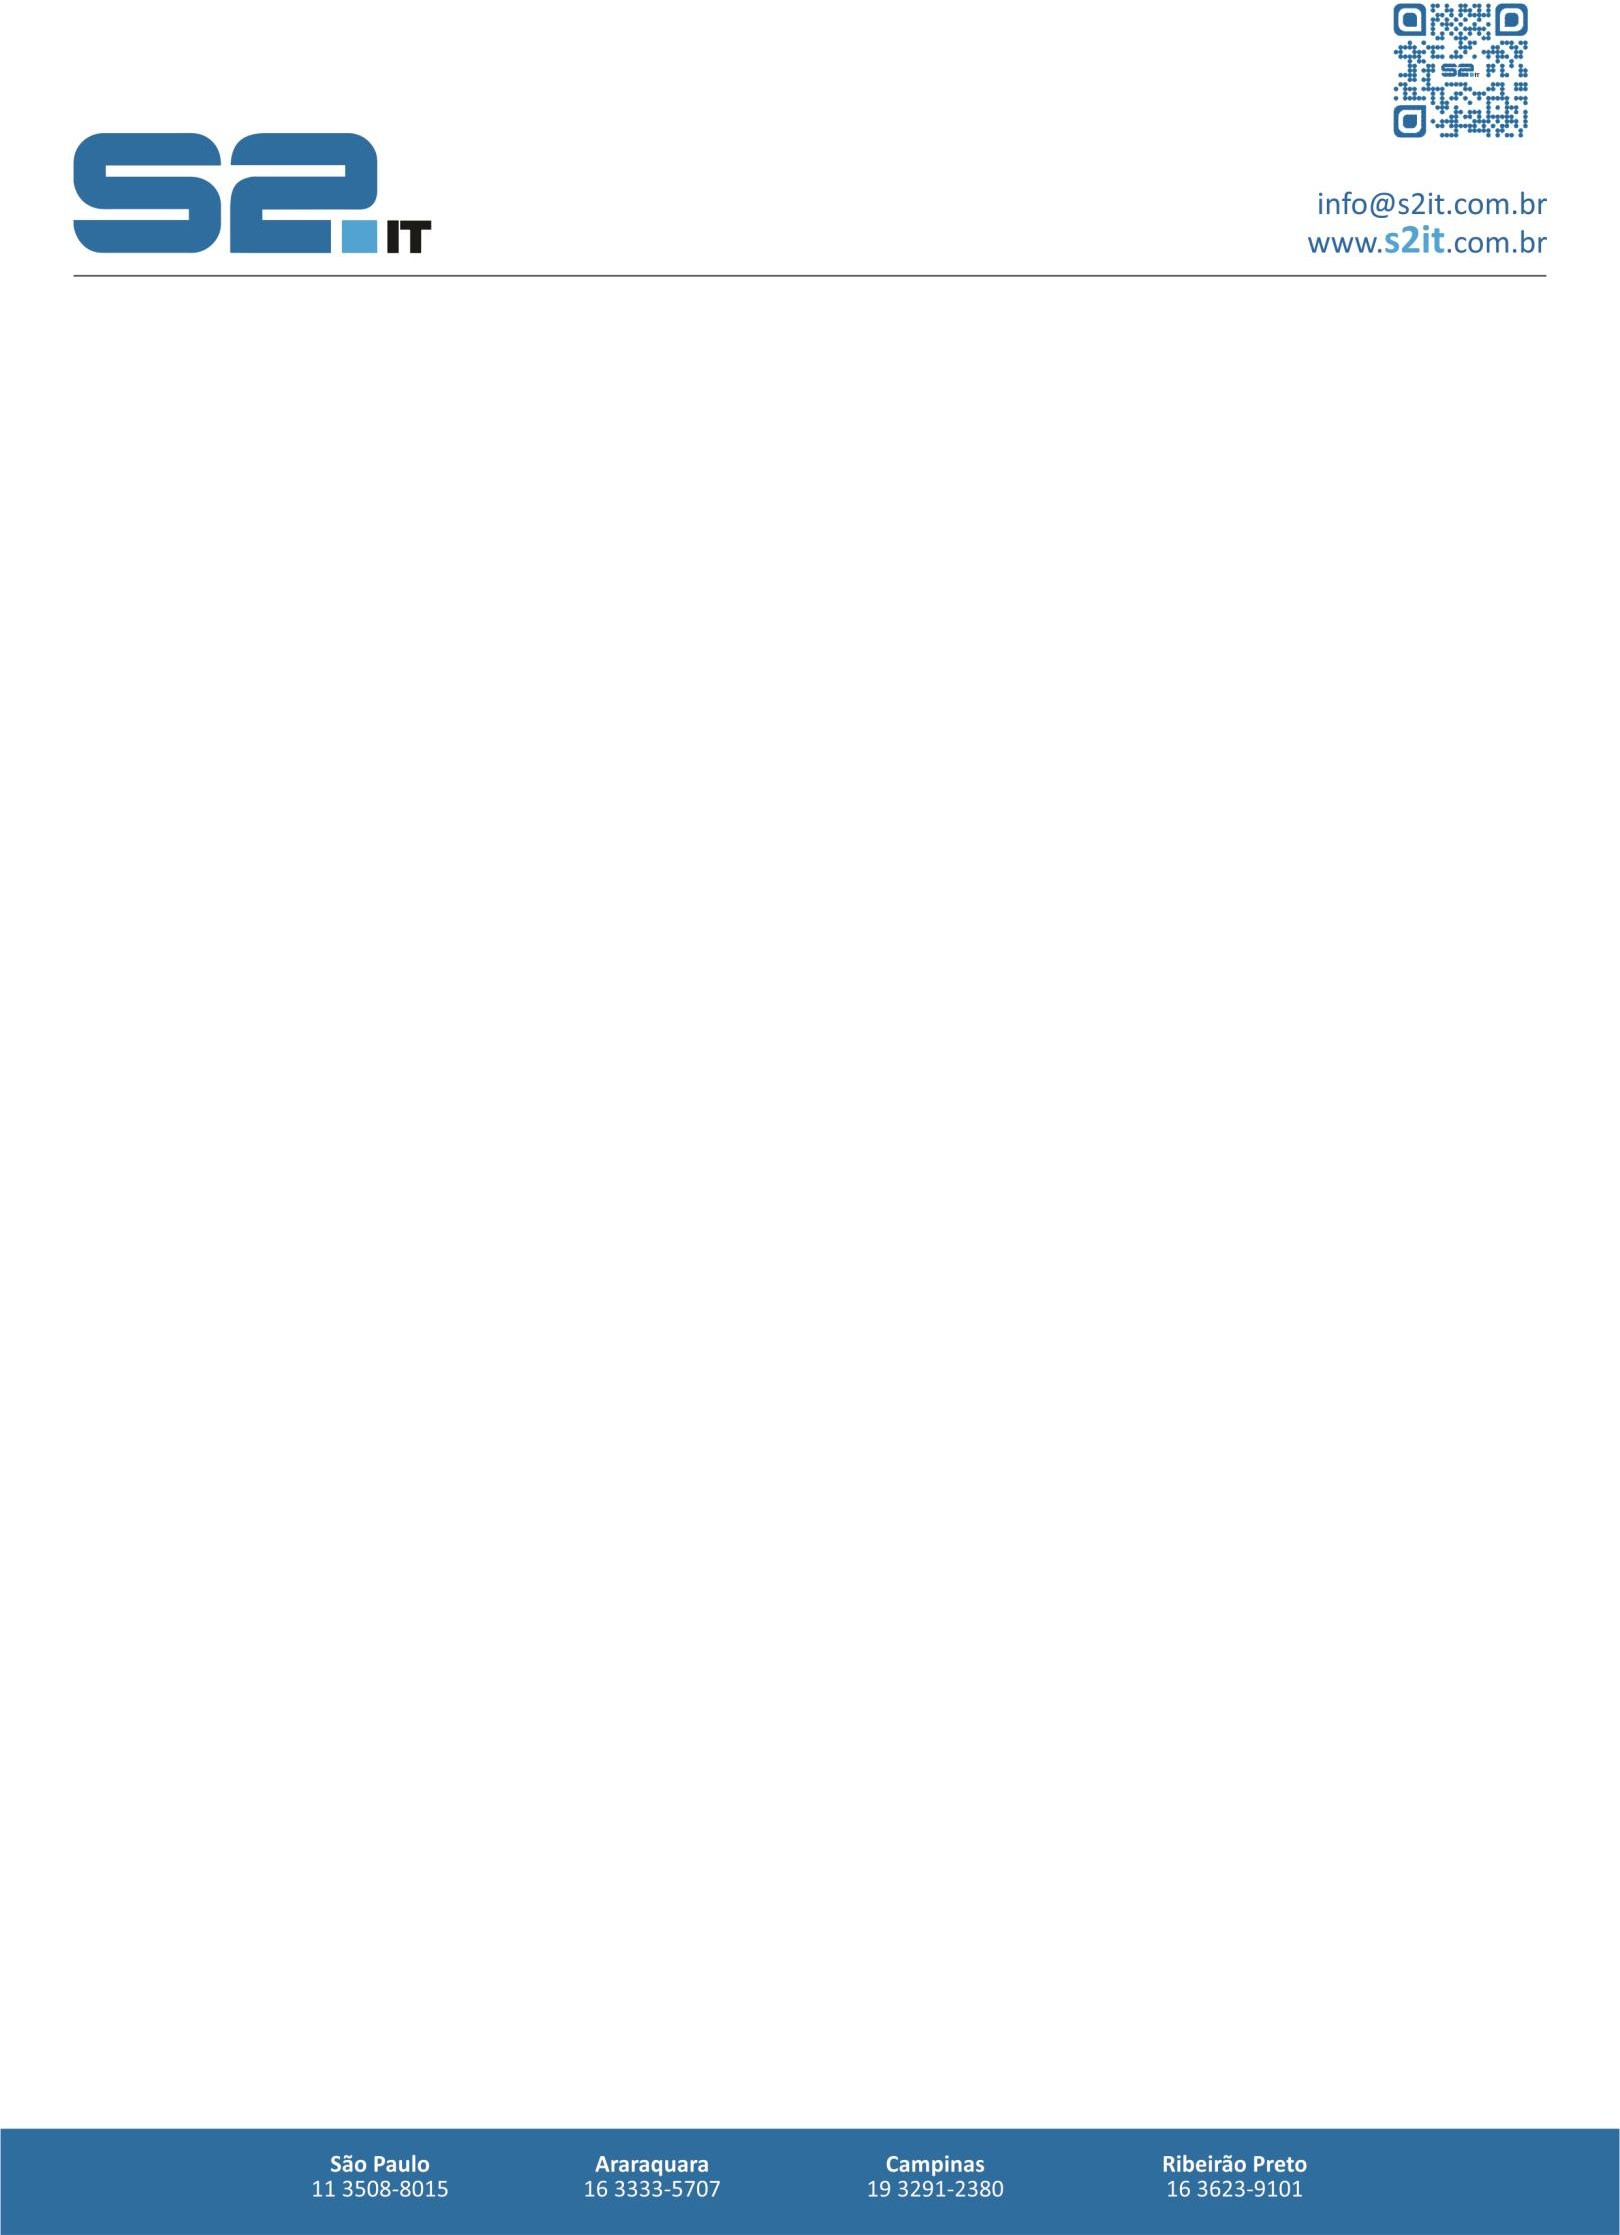 S2.IT
info@s2it.com.br
www.s2it.com.br
São Paulo
11 3508-8015
Araraquara
16 3333-5707
Campinas
19 3291-2380
Ribeirão Preto
16 3623-9101